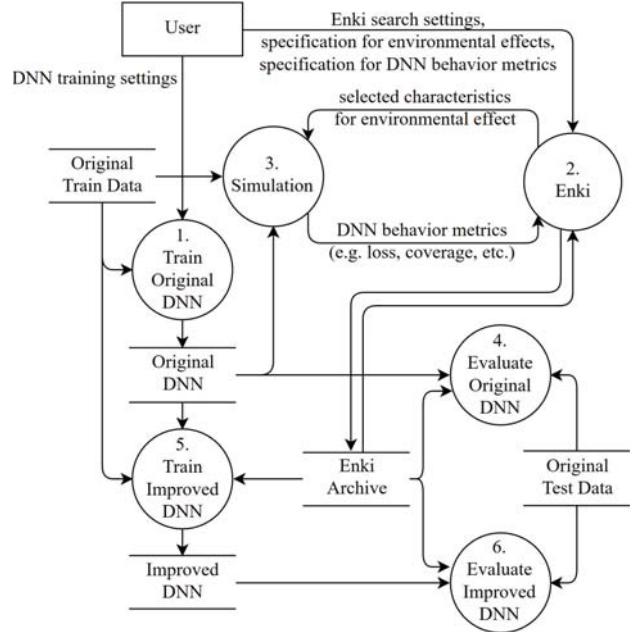 User
Enki search settings,
specification for environmental effects,
specification for DNN behavior metrics
DNN training settings
selected characteristics
for environmental effect
Original
Train Data
3.
Simulation
2.
Enki
1.
Train
Original
DNN
DNN behavior metrics
(e.g. loss, coverage, etc.)
Original
DNN
4.
Evaluate
Original
DNN
5.
Train
Improved
DNN
Enki
Archive
Original
Test Data
Improved
DNN
6.
Evaluate
Improved
DNN